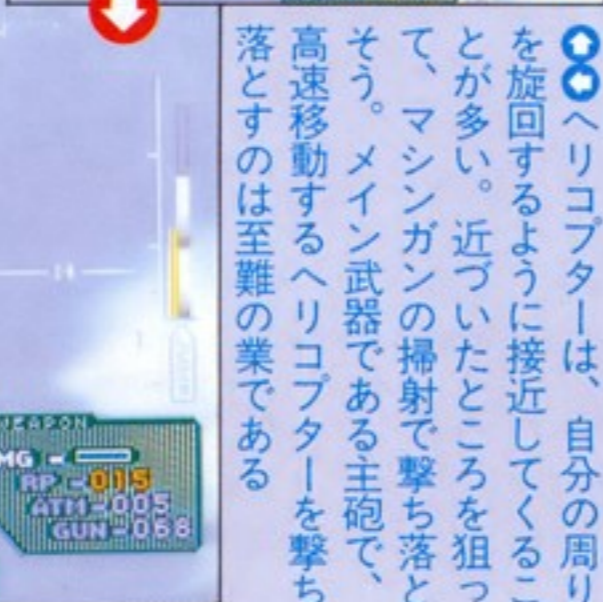 ヘリコプターは、自分の周り
を旋回するように接近してくるこ
とが多い。近づいたところを狙っ
て、マシンガンの掃射で撃ち落と
そう。メイン武器である主砲で、
高速移動するヘリコプターを撃ち
落とすのは至難の業である
WEAPON
MG -
RP -015
ATM-005
GUN-068